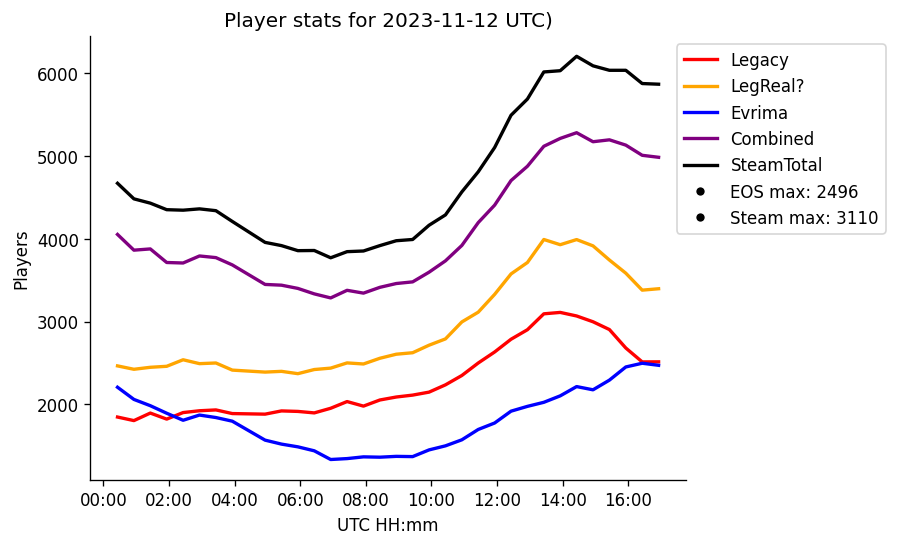 Player stats for 2023-11-12 UTC)
Players
6000
5000
4000
3000
2000
00:00 02:00 04:00 06:00 08:00 10:00 12:00 14:00 16:00
UTC HH:mm
Legacy
LegReal?
Evrima
Combined
SteamTotal
EOS max: 2496
Steam max: 3110